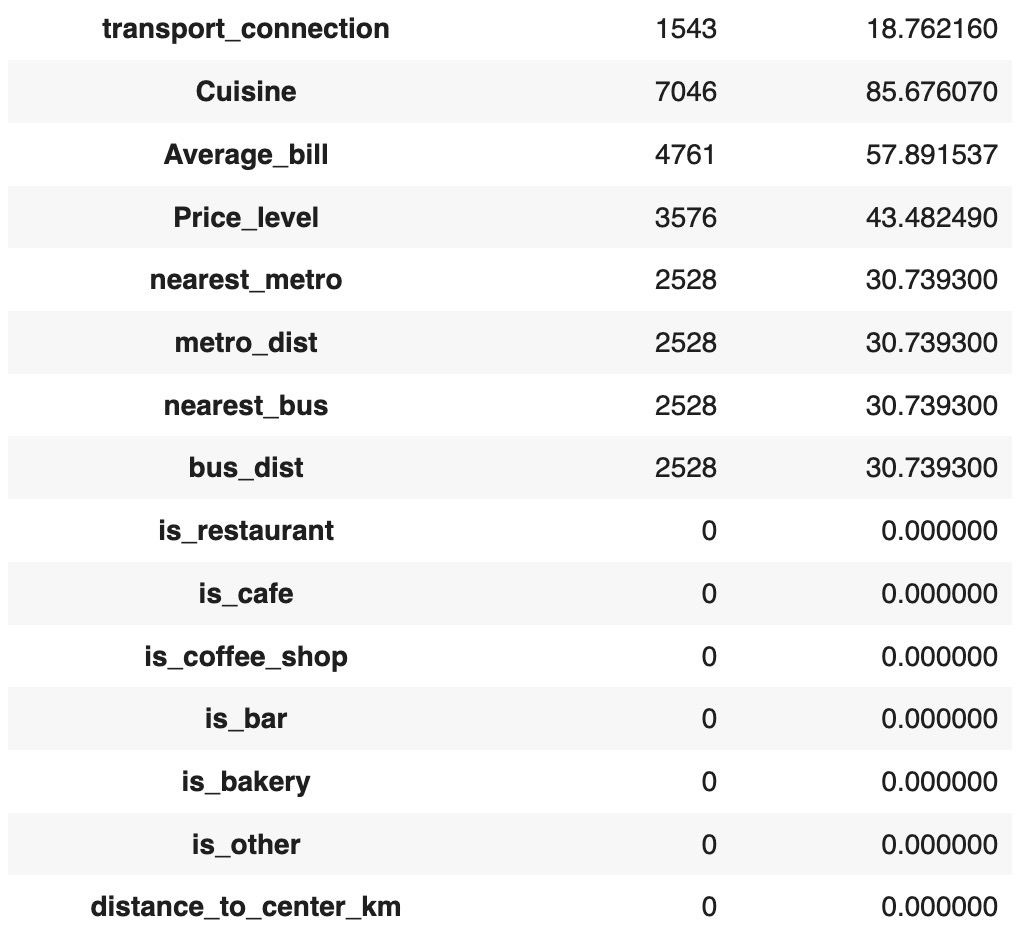 transport_connection 1543 18.762160
Cuisine 7046 85.676070
Average_bill 4761 57.891537
Price_level 3576 43.482490
nearest_metro 2528 30.739300
metro_dist 2528 30.739300
nearest_bus 2528 30.739300
bus_dist 2528 30.739300
is_restaurant 0 0.000000
is_cafe 0 0.000000
is_coffee_shop 0 0.000000
is_bar 0 0.000000
is_bakery 0 0.000000
is_other 0 0.000000
distance_to_center_km 0 0.000000